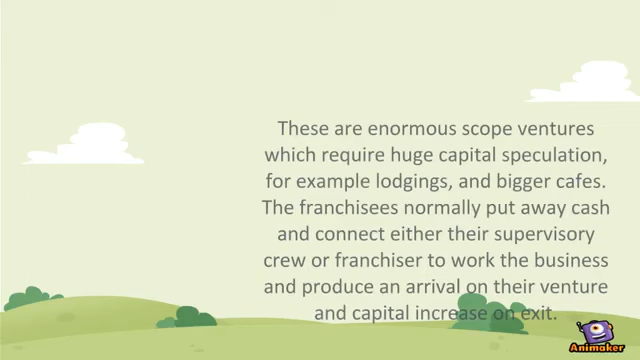 These are enormous scope ventures
which require huge capital speculation,
for example lodgings, and bigger cafes.
The franchisees normally put away cash
and connect either their supervisory
crew or franchiser to work the business
and produce an arrival on their venture
and capital increase on exit.
Animaker